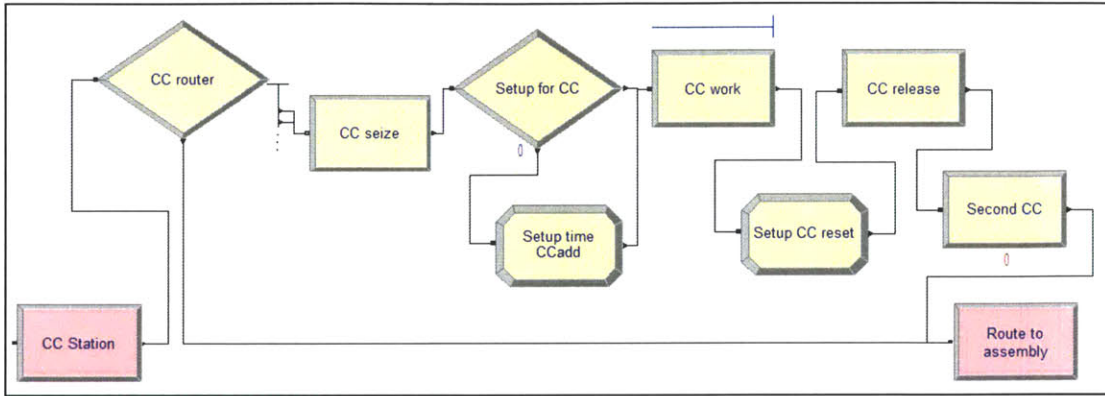 CC router
CC seize
Setup for CC
0
Setup time
CCadd
CC work
Setup CC reset
CC release
Second CC
0
CC Station
Route to
assembly